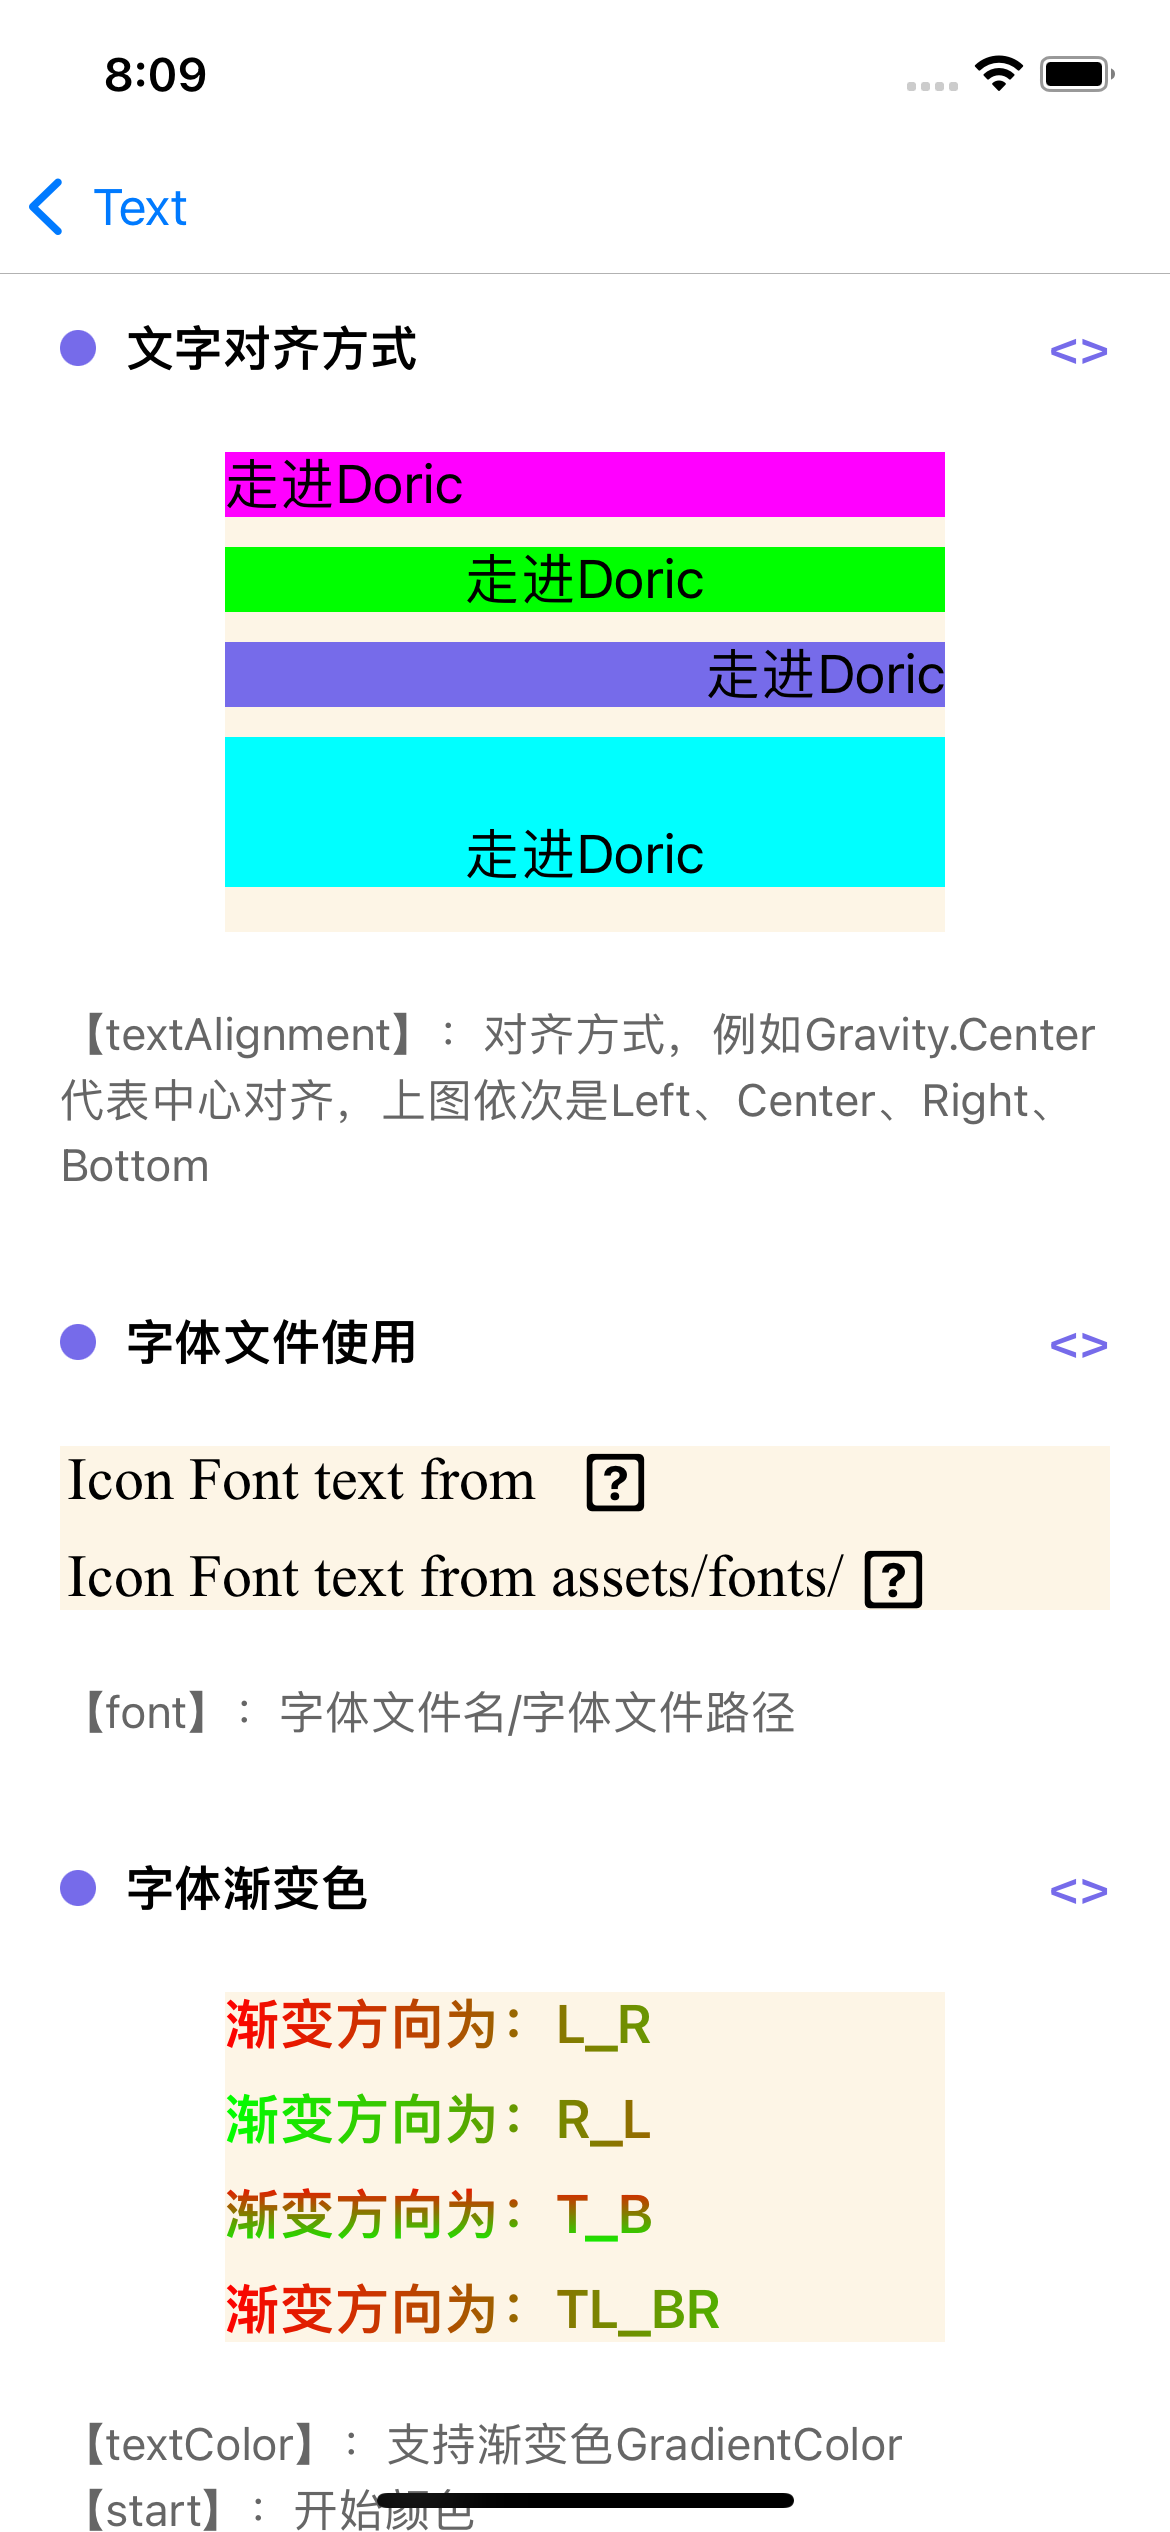 8:09
Text
文字对齐方式
<>
走进Doric
走进Doric
走进Doric
走进Doric
【textAlignment】：对齐方式，例如Gravity.Center
代表中心对齐，上图依次是Left、Center、Right、
Bottom
字体文件使用
<>
Icon Font text from
Icon Font text from assets/fonts/
【font】：字体文件名/字体文件路径
字体渐变色
<>
渐变方向为：L_R
渐变方向为：R_L
渐变方向为：T_B
渐变方向为：TL_BR
【textColor】：支持渐变色GradientColor
【start】：开始颜色